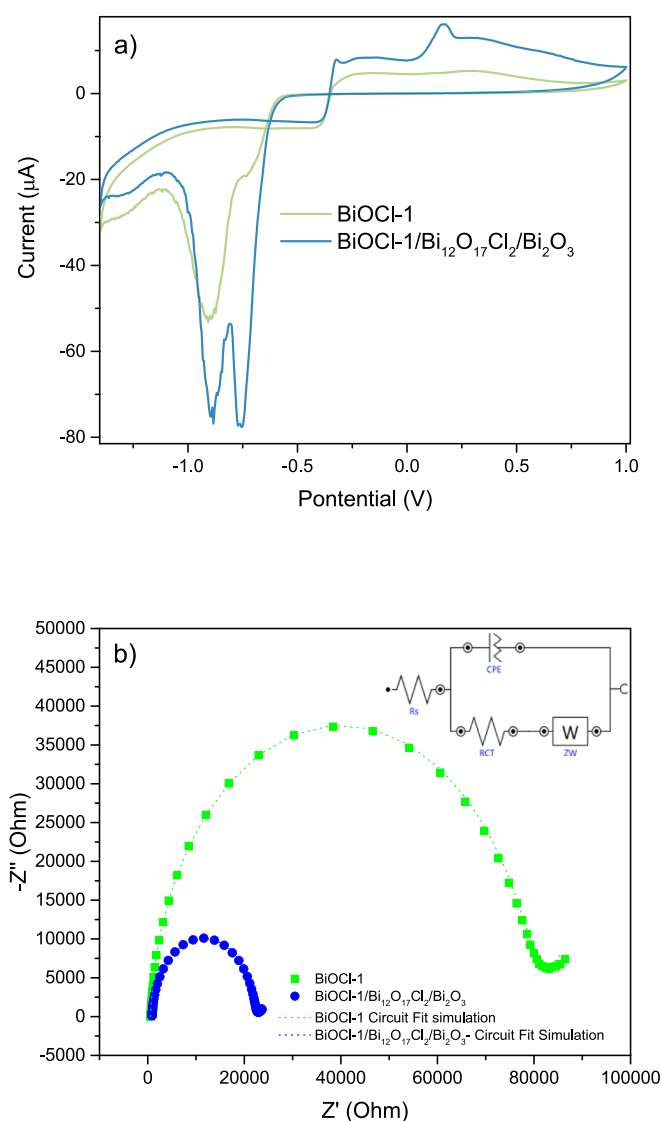 a)
0
-20
-40
-60
-80
Current (μA)
BiOCl-1
BiOCl-1/Bi₁₂O₁₇Cl₂/Bi₂O₃
-1.0
-0.5
0.0
0.5
1.0
Pontential (V)
b)
50000
45000
40000
35000
30000
25000
20000
15000
10000
5000
0
-5000
-Z'' (Ohm)
CPE
Rs
RCT
W
ZW
BiOCl-1
BiOCl-1/Bi₁₂O₁₇Cl₂/Bi₂O₃
BiOCl-1 Circuit Fit simulation
BiOCl-1/Bi₁₂O₁₇Cl₂/Bi₂O₃- Circuit Fit Simulation
0
20000
40000
60000
80000
100000
Z' (Ohm)